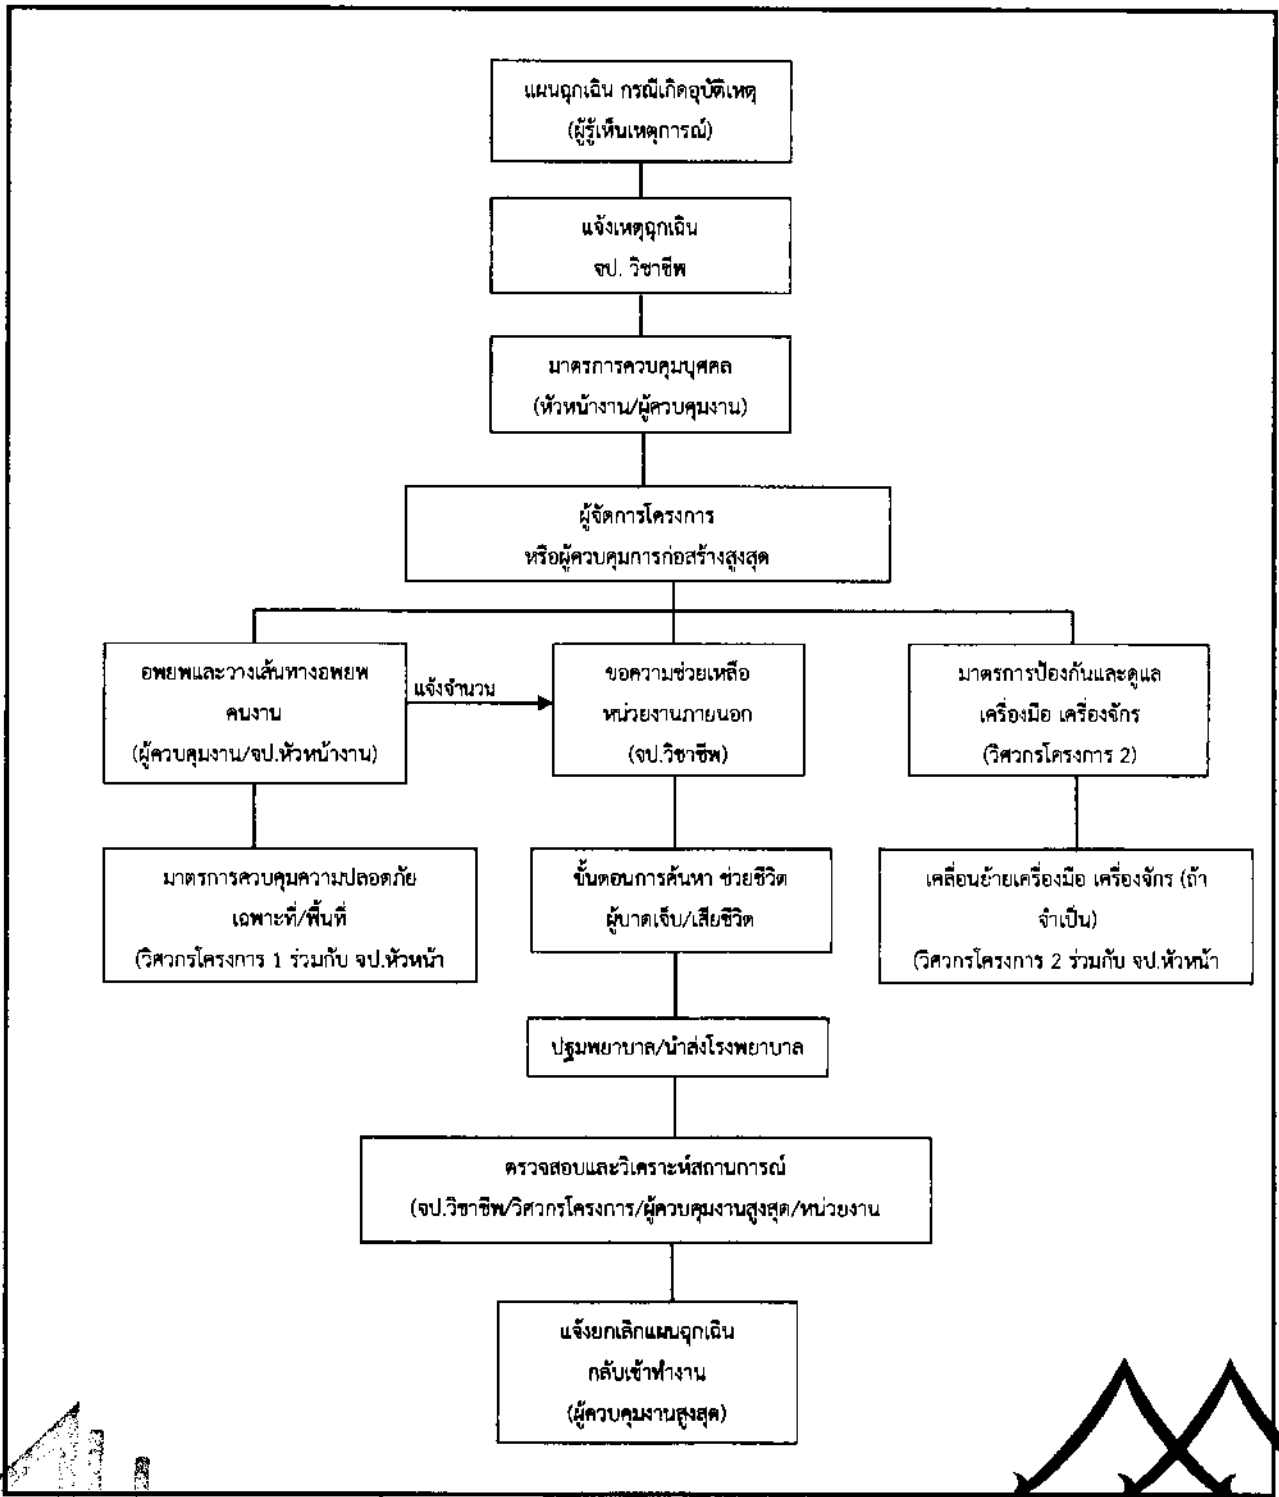 แผนฉุกเฉิน กรณีเกิดอุบัติเหตุ
(ผู้รู้เห็นเหตุการณ์)
แจ้งเหตุฉุกเฉิน
จป. วิชาชีพ
มาตรการควบคุมบุคคล
(หัวหน้างาน/ผู้ควบคุมงาน)
ผู้จัดการโครงการ
หรือผู้ควบคุมการก่อสร้างสูงสุด
อพยพและวางเส้นทางอพยพ
คนงาน
(ผู้ควบคุมงาน/จป.หัวหน้างาน)
แจ้งจำนวน
ขอความช่วยเหลือ
หน่วยงานภายนอก
(จป.วิชาชีพ)
มาตรการป้องกันและดูแล
เครื่องมือ เครื่องจักร
(วิศวกรโครงการ 2)
มาตรการควบคุมความปลอดภัย
เฉพาะที่/พื้นที่
(วิศวกรโครงการ 1 ร่วมกับ จป.หัวหน้า
ขั้นตอนการค้นหา ช่วยชีวิต
ผู้บาดเจ็บ/เสียชีวิต
เคลื่อนย้ายเครื่องมือ เครื่องจักร (ถ้า
จำเป็น)
(วิศวกรโครงการ 2 ร่วมกับ จป.หัวหน้า
ปฐมพยาบาล/นำส่งโรงพยาบาล
ตรวจสอบและวิเคราะห์สถานการณ์
(จป.วิชาชีพ/วิศวกรโครงการ/ผู้ควบคุมงานสูงสุด/หน่วยงาน
แจ้งยกเลิกแผนฉุกเฉิน
กลับเข้าทำงาน
(ผู้ควบคุมงานสูงสุด)